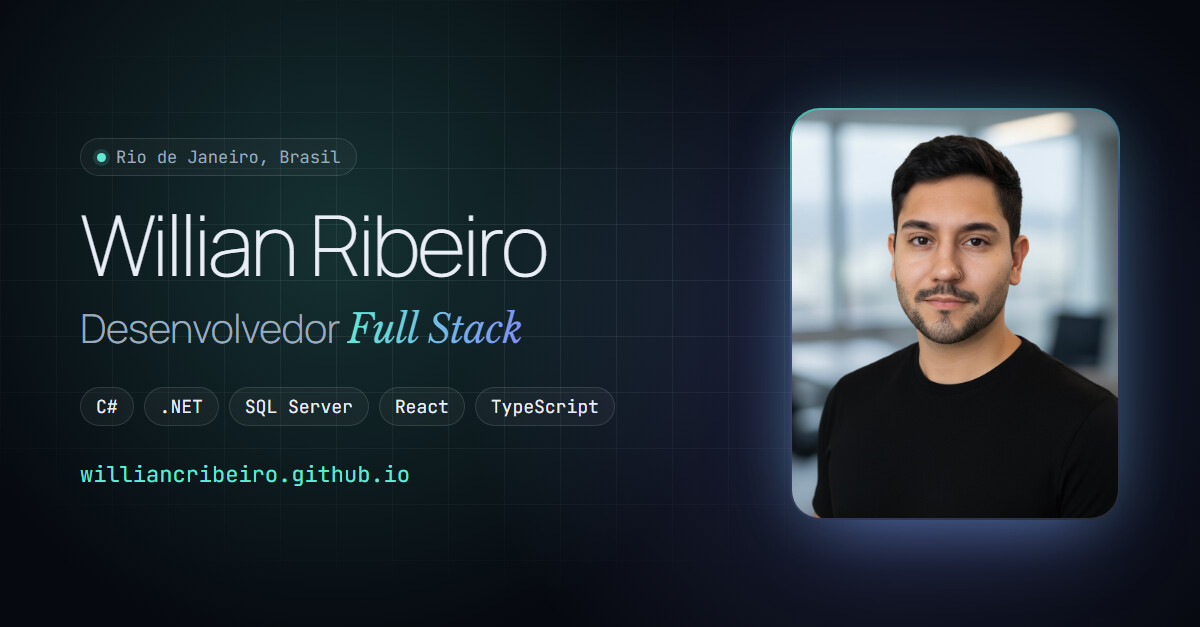 Rio de Janeiro, Brasil
Willian Ribeiro
Desenvolvedor Full Stack
C# .NET SQL Server React TypeScript
williancribeiro.github.io